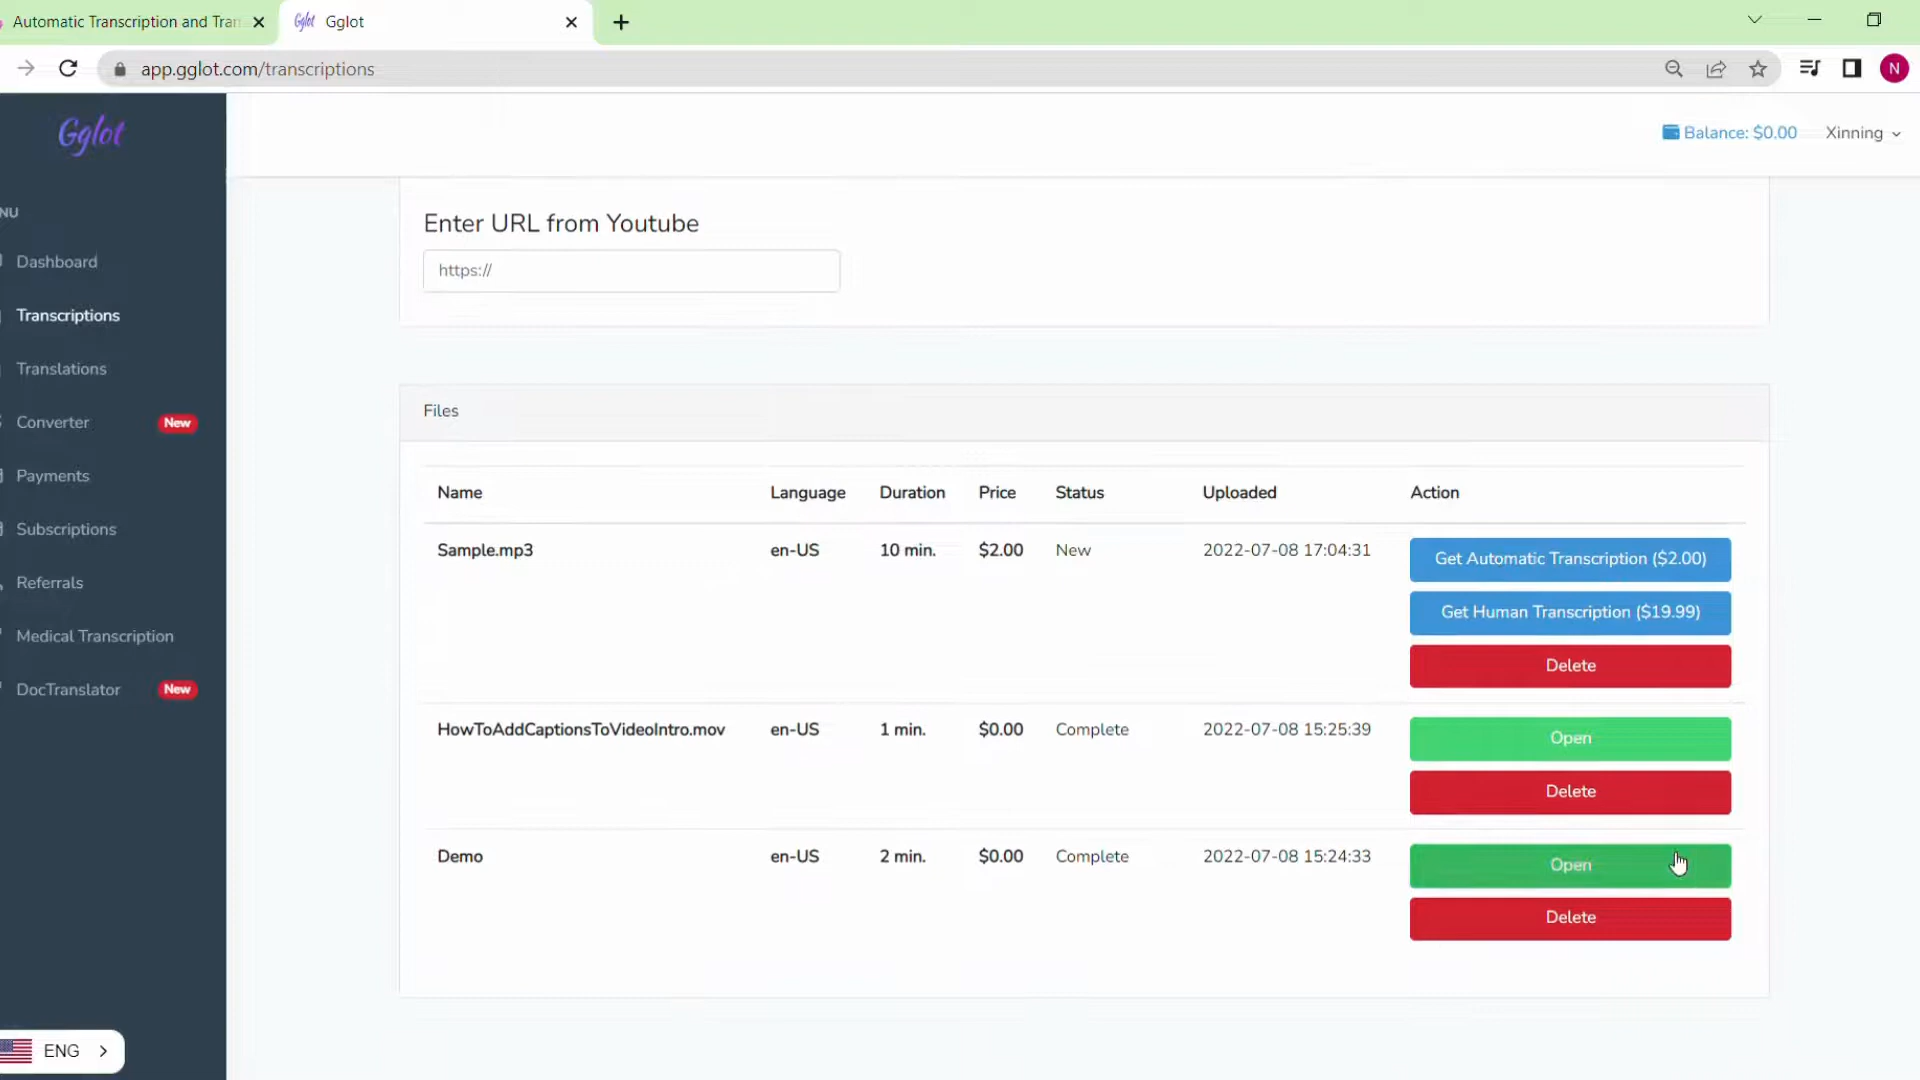 Automatic Transcription and Tran
Gglot Gglot
app.gglot.com/transcriptions
N
Gglot
Balance: $0.00 Xinning
NU
Dashboard
Transcriptions
Translations
Converter New
Payments
Subscriptions
Referrals
Medical Transcription
DocTranslator New
ENG
Enter URL from Youtube
https://
Files
Name Language Duration Price Status Uploaded Action
Sample.mp3 en-US 10 min. $2.00 New 2022-07-08 17:04:31 Get Automatic Transcription ($2.00)
Get Human Transcription ($19.99)
Delete
HowToAddCaptionsToVideoIntro.mov en-US 1 min. $0.00 Complete 2022-07-08 15:25:39 Open
Delete
Demo en-US 2 min. $0.00 Complete 2022-07-08 15:24:33 Open
Delete